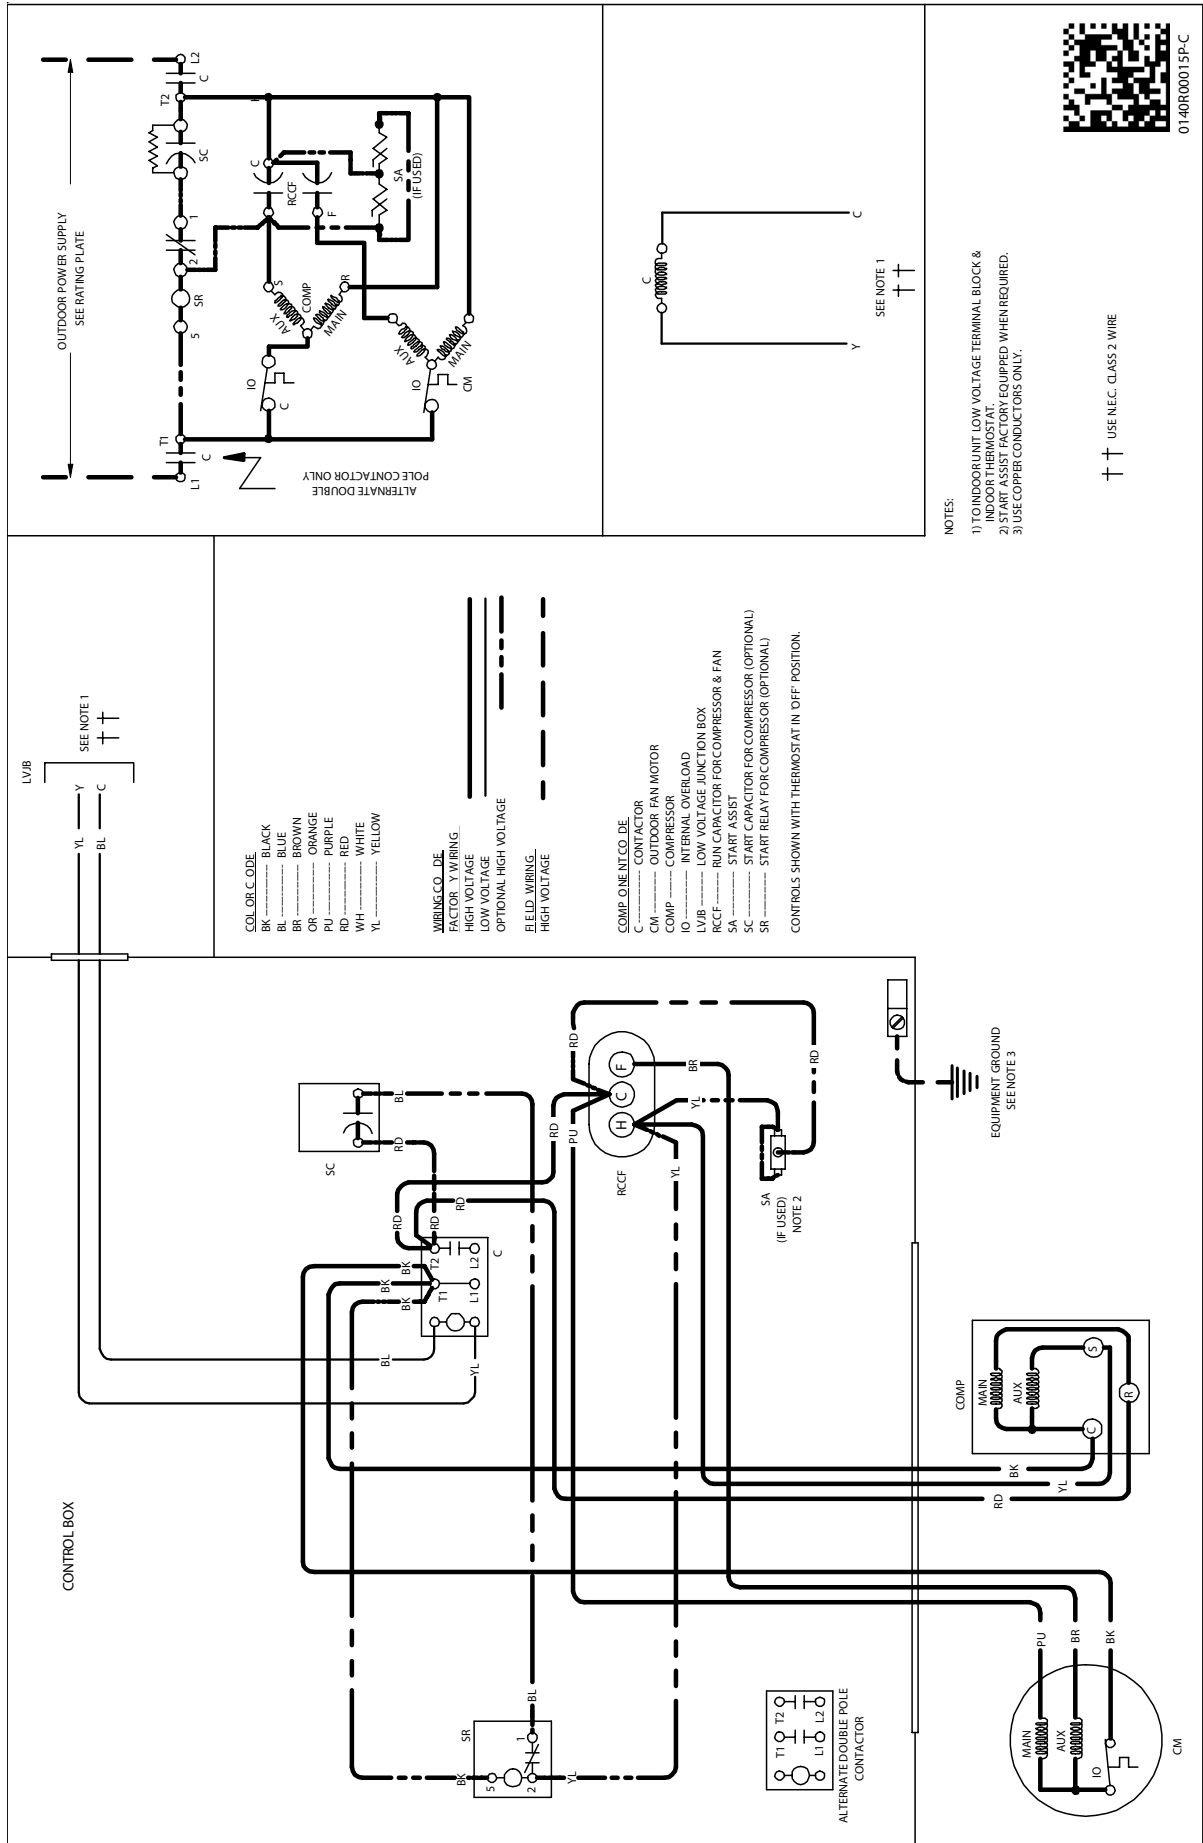 OUTDOOR POWER SUPPLY
SEE RATING PLATE
L1
C
T1
5
SR
2
1
SC
T2
C
L2
ALTERNATE DOUBLE
POLE CONTACTOR ONLY
IO
C
AUX
S
COMP
MAIN
R
RCCF
C
H
F
SA
(IF USED)
IO
CM
AUX
MAIN
C
Y
C
SEE NOTE 1
NOTES:
1) TO INDOOR UNIT LOW VOLTAGE TERMINAL BLOCK &
INDOOR THERMOSTAT.
2) START ASSIST FACTORY EQUIPPED WHEN REQUIRED.
3) USE COPPER CONDUCTORS ONLY.
†† USE N.E.C. CLASS 2 WIRE
0140R00015P-C
LVJB
YL
Y
BL
C
SEE NOTE 1
††
COLOR CODE
BK ---------- BLACK
BL ---------- BLUE
BR ---------- BROWN
OR ---------- ORANGE
PU ---------- PURPLE
RD ---------- RED
WH ---------- WHITE
YL ---------- YELLOW
WIRING CODE
FACTORY WIRING
HIGH VOLTAGE
LOW VOLTAGE
OPTIONAL HIGH VOLTAGE
FIELD WIRING
HIGH VOLTAGE
COMPONENT CODE
C ---------- CONTACTOR
CM ---------- OUTDOOR FAN MOTOR
COMP ------ COMPRESSOR
IO ---------- INTERNAL OVERLOAD
LVJB ------ LOW VOLTAGE JUNCTION BOX
RCCF ------ RUN CAPACITOR FOR COMPRESSOR & FAN
SA ---------- START ASSIST
SC ---------- START CAPACITOR FOR COMPRESSOR (OPTIONAL)
SR ---------- START RELAY FOR COMPRESSOR (OPTIONAL)
CONTROLS SHOWN WITH THERMOSTAT IN 'OFF' POSITION.
CONTROL BOX
SC
RD
BL
RD
RD
RD
RD
BK
BK
BK
T2
T1
L2
L1
C
BL
YL
RD
PU
RD
RCCF
H
C
F
YL
YL
BR
RD
SA
(IF USED)
NOTE 2
SR
BK
5
2
1
BL
YL
T1
T2
L1
L2
ALTERNATE DOUBLE POLE
CONTACTOR
EQUIPMENT GROUND
SEE NOTE 3
COMP
MAIN
AUX
C
S
R
BK
YL
RD
PU
BR
BK
MAIN
AUX
IO
CM